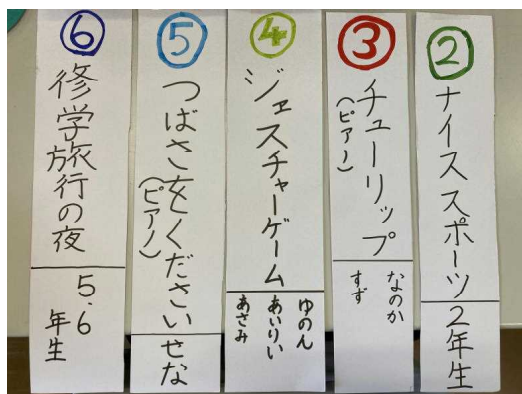 ②
ナイススポーツ
2年生
③
チューリップ
(ピアノ)
なのか
すず
④
ジェスチャーゲーム
ゆのん
あいりい
あさみ
⑤
つばさをください
(ピアノ)
せな
⑥
修学旅行の夜
5.6
年生